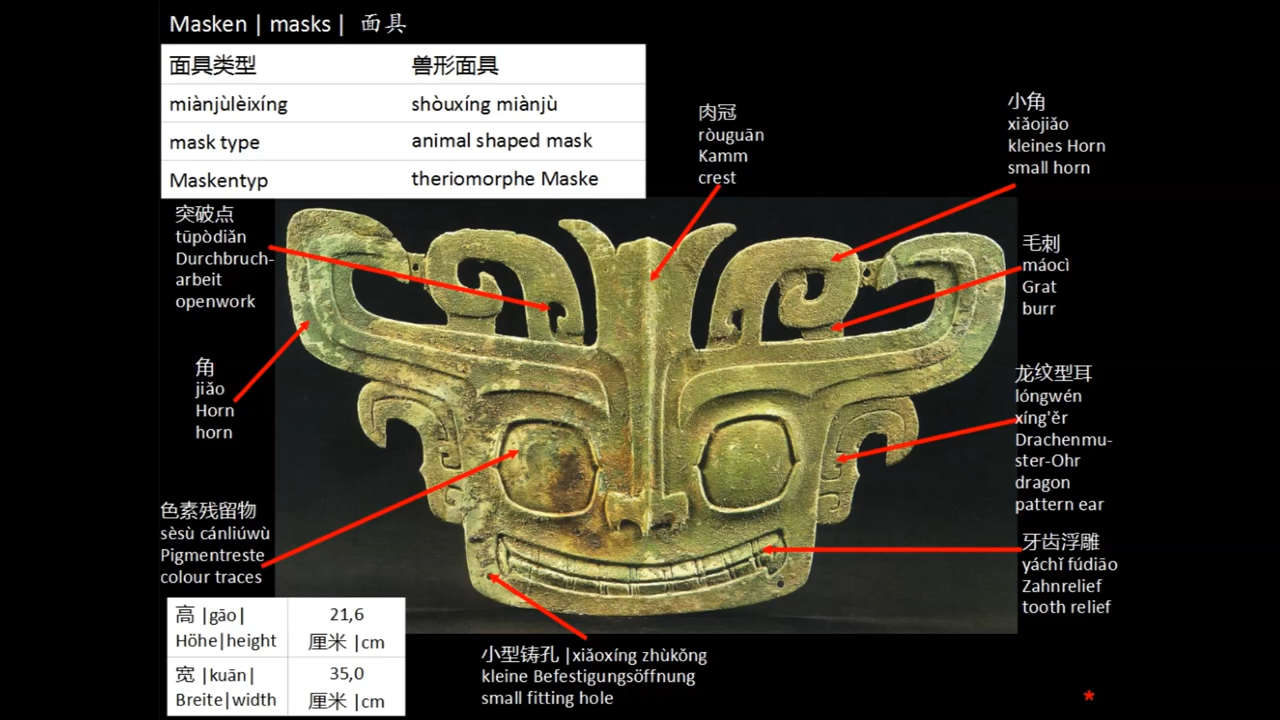 Masken | masks | 面具
面具类型 兽形面具
miànjùlèixíng shòuxíng miànjù
mask type animal shaped mask
Maskentyp theriomorphe Maske
肉冠
ròuguān
Kamm
crest
小角
xiǎojiǎo
kleines Horn
small horn
突破点
tūpòdiǎn
Durchbruch-
arbeit
openwork
毛刺
máocì
Grat
burr
角
jiǎo
Horn
horn
龙纹型耳
lóngwén
xíng'ěr
Drachenmu-
ster-Ohr
dragon
pattern ear
色素残留物
sèsù cánliúwù
Pigmentreste
colour traces
牙齿浮雕
yáchǐ fúdiāo
Zahnrelief
tooth relief
高 |gāo| 21,6
Höhe|height 厘米 |cm
宽 |kuān| 35,0
Breite|width 厘米 |cm
小型铸孔 |xiǎoxíng zhùkǒng
kleine Befestigungsöffnung
small fitting hole
*